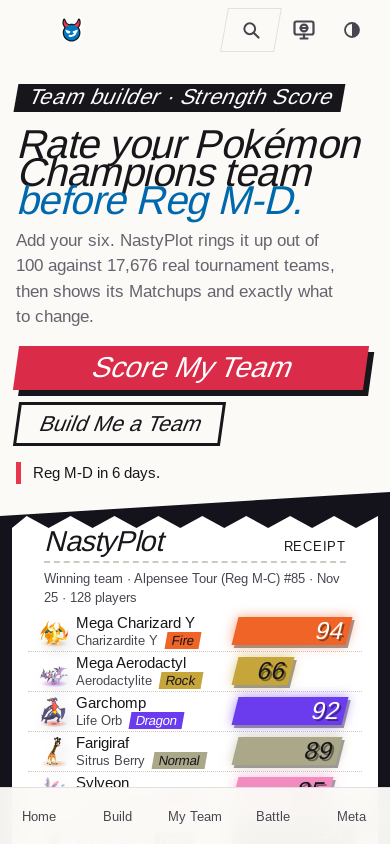 Team builder · Strength Score
Rate your Pokémon
Champions team
before Reg M-D.
Add your six. NastyPlot rings it up out of
100 against 17,676 real tournament teams,
then shows its Matchups and exactly what
to change.
Score My Team
Build Me a Team
Reg M-D in 6 days.
NastyPlot
RECEIPT
Winning team · Alpensee Tour (Reg M-C) #85 · Nov
25 · 128 players
Mega Charizard Y
Charizardite Y Fire
94
Mega Aerodactyl
Aerodactylite Rock
66
Garchomp
Life Orb Dragon
92
Farigiraf
Sitrus Berry Normal
89
Sylveon
Home Build My Team Battle Meta